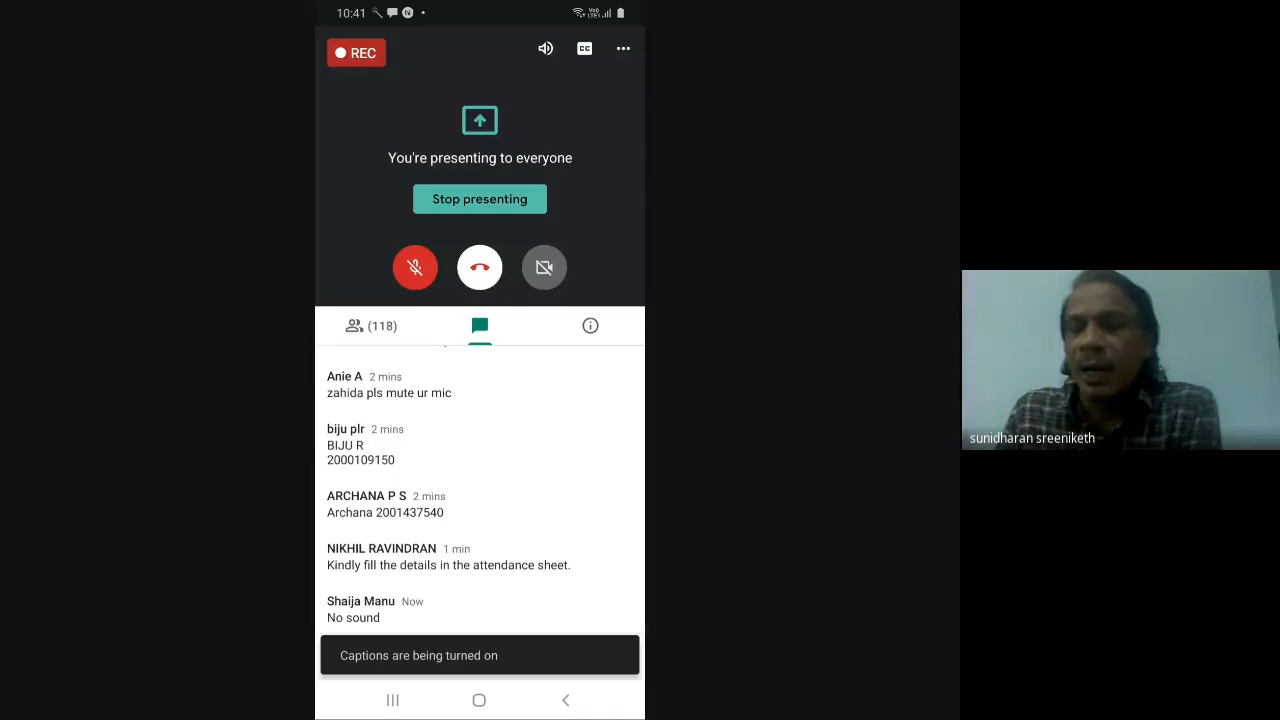 10:41
REC
CC
You're presenting to everyone
Stop presenting
(118)
Anie A 2 mins
zahida pls mute ur mic
biju plr 2 mins
BIJU R
2000109150
ARCHANA P S 2 mins
Archana 2001437540
NIKHIL RAVINDRAN 1 min
Kindly fill the details in the attendance sheet.
Shaija Manu Now
No sound
Captions are being turned on
sunidharan sreeniketh